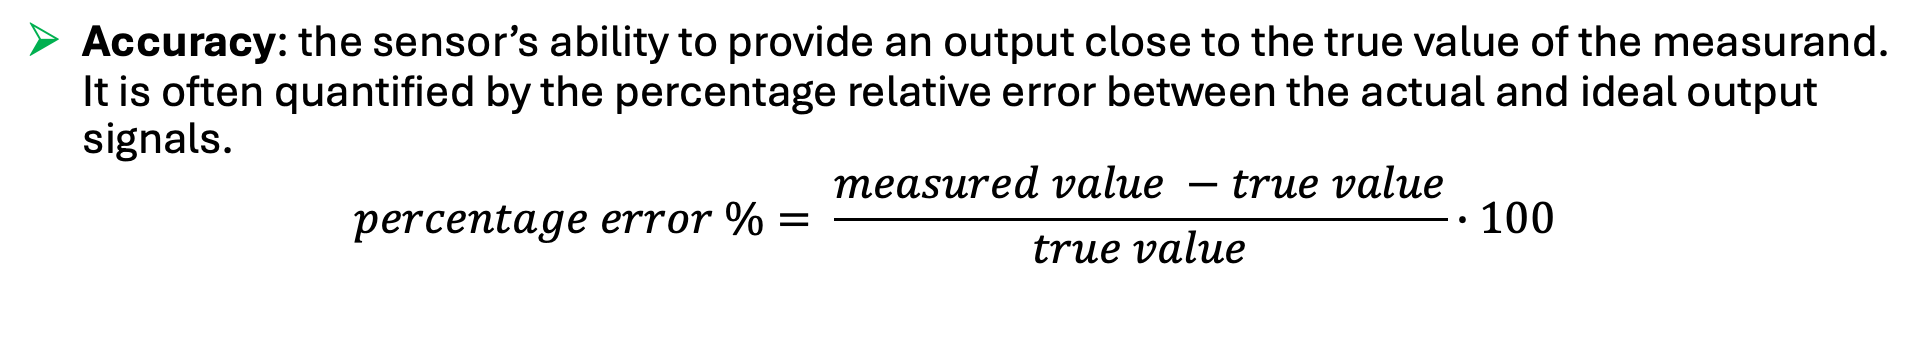 ➢ Accuracy: the sensor’s ability to provide an output close to the true value of the measurand.
It is often quantified by the percentage relative error between the actual and ideal output
signals.
measured value − true value
percentage error % = · 100
true value